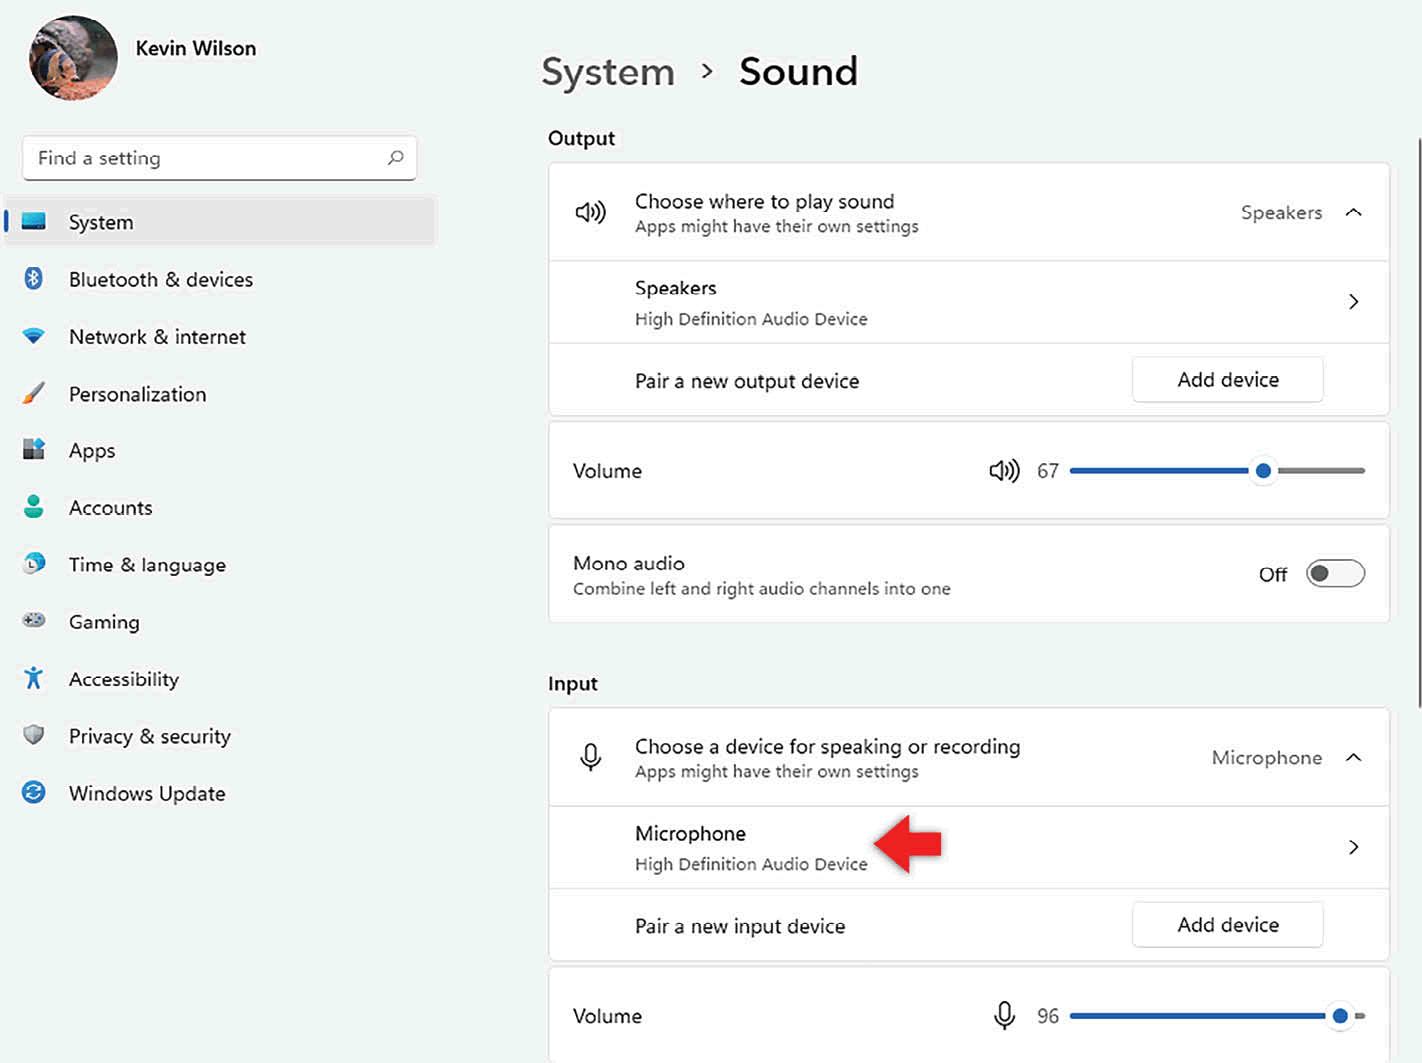 Kevin Wilson
Find a setting
System
Bluetooth & devices
Network & internet
Personalization
Apps
Accounts
Time & language
Gaming
Accessibility
Privacy & security
Windows Update
System > Sound
Output
Choose where to play sound
Apps might have their own settings
Speakers
Speakers
High Definition Audio Device
Pair a new output device
Add device
Volume
67
Mono audio
Combine left and right audio channels into one
Off
Input
Choose a device for speaking or recording
Apps might have their own settings
Microphone
Microphone
High Definition Audio Device
Pair a new input device
Add device
Volume
96